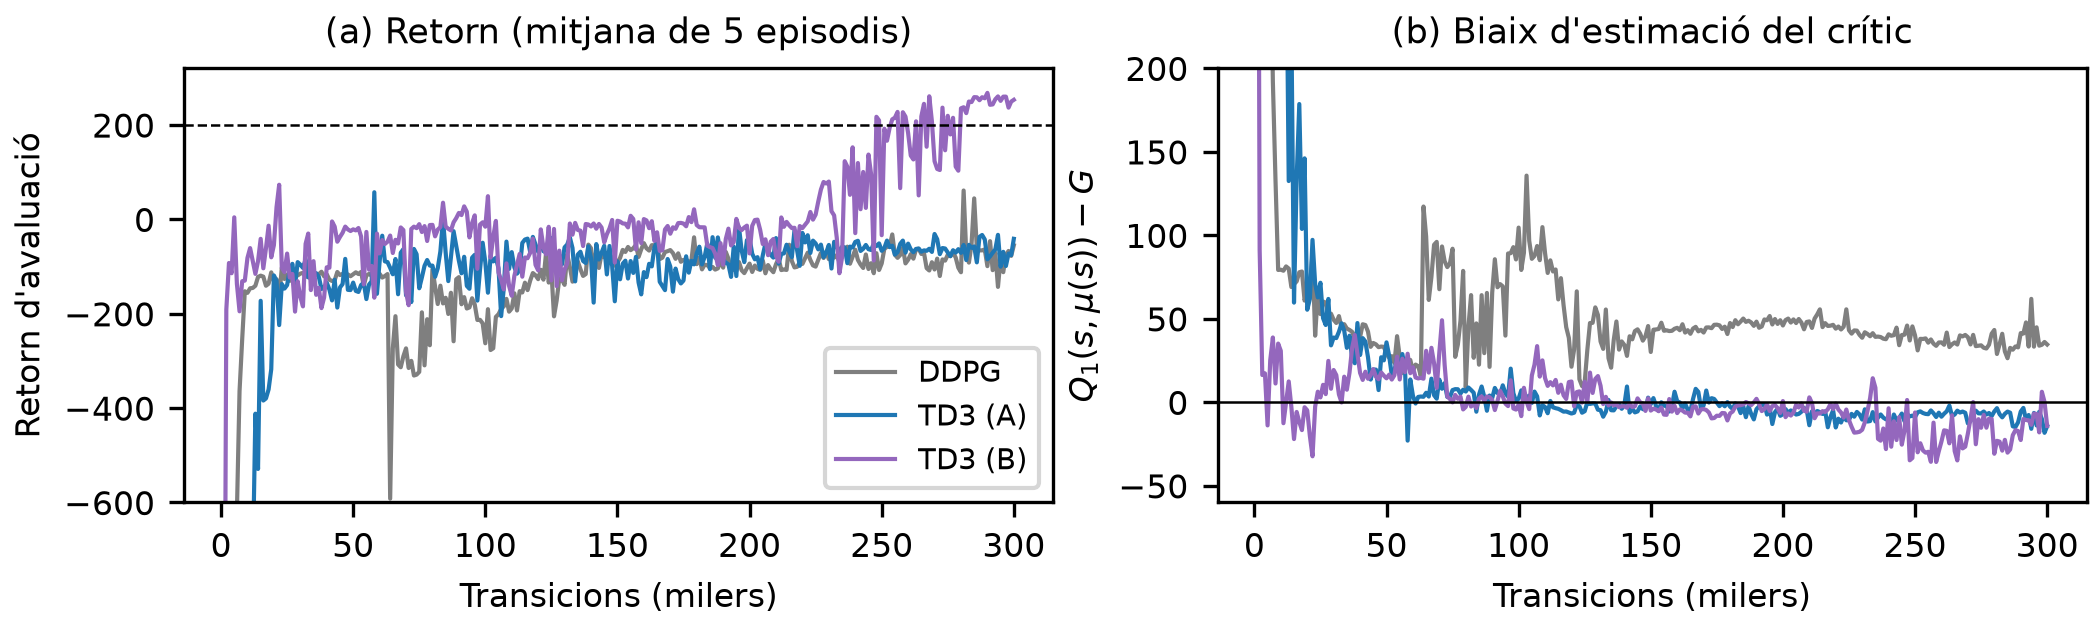 (a) Retorn (mitjana de 5 episodis)
Retorn d'avaluació
200
0
−200
−400
−600
0 50 100 150 200 250 300
Transicions (milers)
DDPG
TD3 (A)
TD3 (B)
(b) Biaix d'estimació del crític
Q₁(s, μ(s)) − G
200
150
100
50
0
−50
0 50 100 150 200 250 300
Transicions (milers)